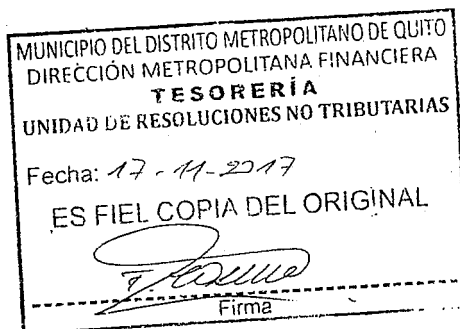 MUNICIPIO DEL DISTRITO METROPOLITANO DE QUITO
DIRECCIÓN METROPOLITANA FINANCIERA
TESORERÍA
UNIDAD DE RESOLUCIONES NO TRIBUTARIAS
Fecha: 17-11-2017
ES FIEL COPIA DEL ORIGINAL
Firma